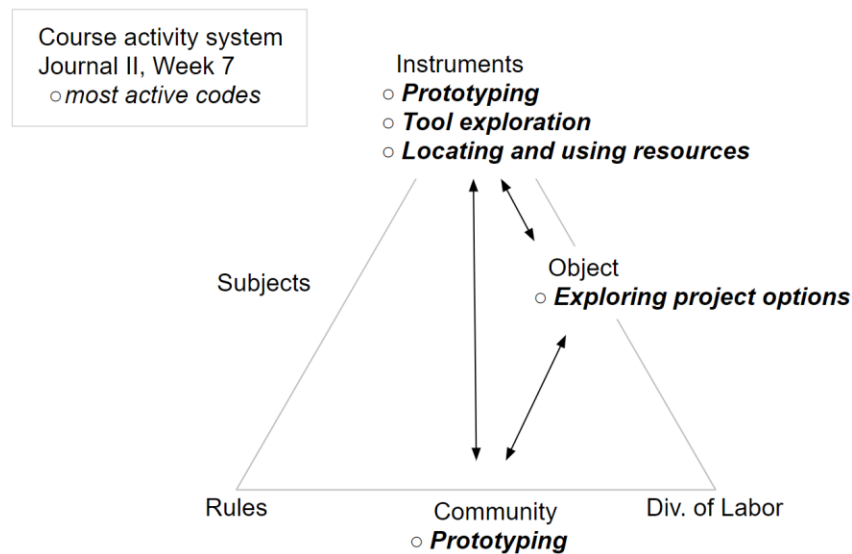 Course activity system
Journal II, Week 7
○ most active codes
Instruments
○ Prototyping
○ Tool exploration
○ Locating and using resources
Subjects
Object
○ Exploring project options
Rules
Community
○ Prototyping
Div. of Labor